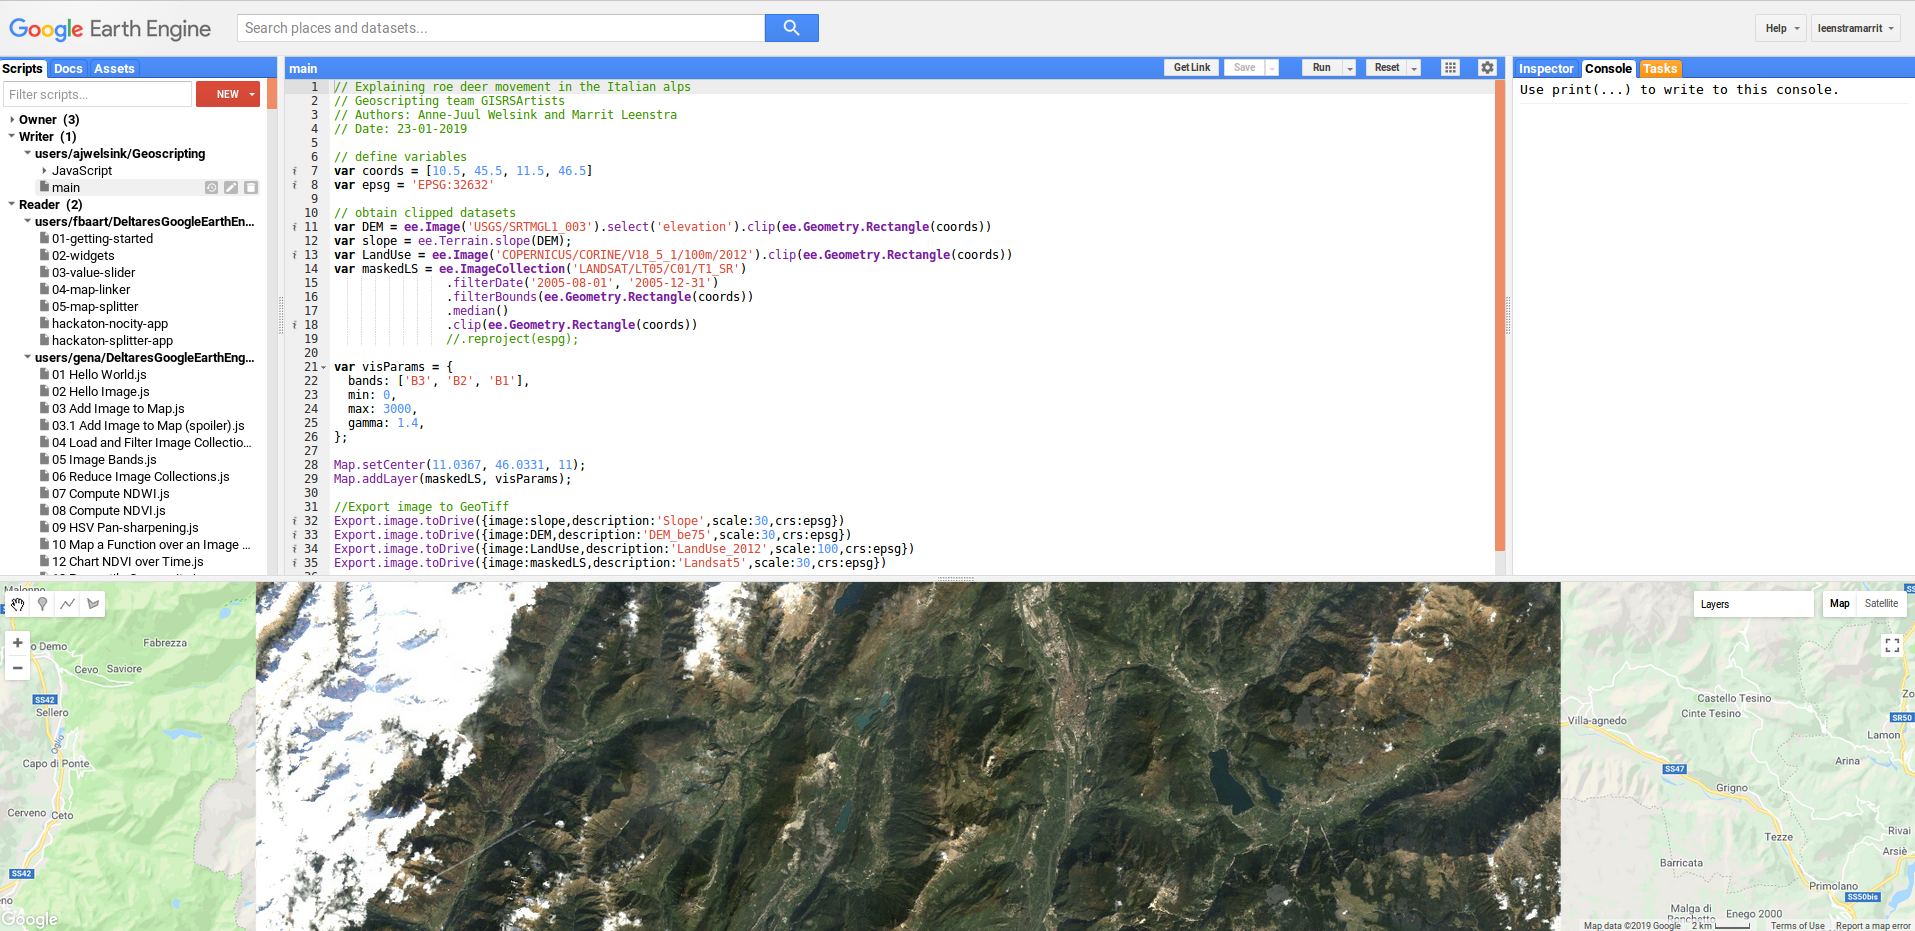 Google Earth Engine
Search places and datasets...
Help
leenstramarrit
Scripts Docs Assets
Filter scripts...
NEW
Owner (3)
Writer (1)
users/ajwelsink/Geoscripting
JavaScript
main
Reader (2)
users/fbaart/DeltaresGoogleEarthEn...
01-getting-started
02-widgets
03-value-slider
04-map-linker
05-map-splitter
hackaton-nocity-app
hackaton-splitter-app
users/gena/DeltaresGoogleEarthEng...
01 Hello World.js
02 Hello Image.js
03 Add Image to Map.js
03.1 Add Image to Map (spoiler).js
04 Load and Filter Image Collectio...
05 Image Bands.js
06 Reduce Image Collections.js
07 Compute NDWI.js
08 Compute NDVI.js
09 HSV Pan-sharpening.js
10 Map a Function over an Image ...
12 Chart NDVI over Time.js
main
Get Link Save Run Reset
1 // Explaining roe deer movement in the Italian alps
2 // Geoscripting team GISRSArtists
3 // Authors: Anne-Juul Welsink and Marrit Leenstra
4 // Date: 23-01-2019
5
6 // define variables
i 7 var coords = [10.5, 45.5, 11.5, 46.5]
i 8 var epsg = 'EPSG:32632'
9
10 // obtain clipped datasets
i 11 var DEM = ee.Image('USGS/SRTMGL1_003').select('elevation').clip(ee.Geometry.Rectangle(coords))
12 var slope = ee.Terrain.slope(DEM);
i 13 var LandUse = ee.Image('COPERNICUS/CORINE/V18_5_1/100m/2012').clip(ee.Geometry.Rectangle(coords))
14 var maskedLS = ee.ImageCollection('LANDSAT/LT05/C01/T1_SR')
15 .filterDate('2005-08-01', '2005-12-31')
16 .filterBounds(ee.Geometry.Rectangle(coords))
17 .median()
i 18 .clip(ee.Geometry.Rectangle(coords))
19 //.reproject(espg);
20
21 var visParams = {
22 bands: ['B3', 'B2', 'B1'],
23 min: 0,
24 max: 3000,
25 gamma: 1.4,
26 };
27
28 Map.setCenter(11.0367, 46.0331, 11);
29 Map.addLayer(maskedLS, visParams);
30
31 //Export image to GeoTiff
i 32 Export.image.toDrive({image:slope,description:'Slope',scale:30,crs:epsg})
i 33 Export.image.toDrive({image:DEM,description:'DEM_be75',scale:30,crs:epsg})
i 34 Export.image.toDrive({image:LandUse,description:'LandUse_2012',scale:100,crs:epsg})
i 35 Export.image.toDrive({image:maskedLS,description:'Landsat5',scale:30,crs:epsg})
Inspector Console Tasks
Use print(...) to write to this console.
Layers
Map Satellite
+
−
Fabrezza
Demo
Cevo Saviore
SS42
Sellero
Oglio
Capo di Ponte
Cerveno Ceto
SS42
Google
Castello Tesino
Cinte Tesino
Villa-agnedo
SR50
Lamon
SS47
Arina
Grigno
Tezze
Rivai
Arsiè
Barricata
Primolano
SS50bis
Malga di
Enego 2000
Map data ©2019 Google 2 km Terms of Use Report a map error